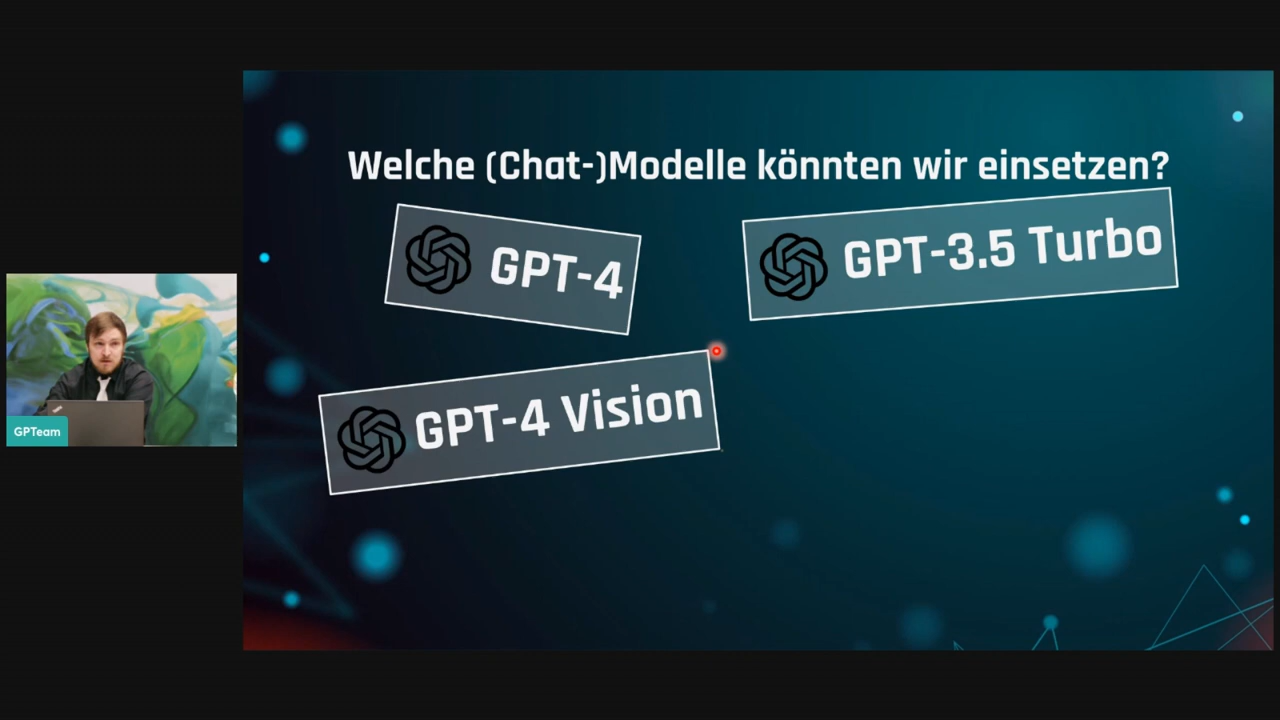 Welche (Chat-)Modelle könnten wir einsetzen?
GPT-4
GPT-3.5 Turbo
GPT-4 Vision
GPTeam